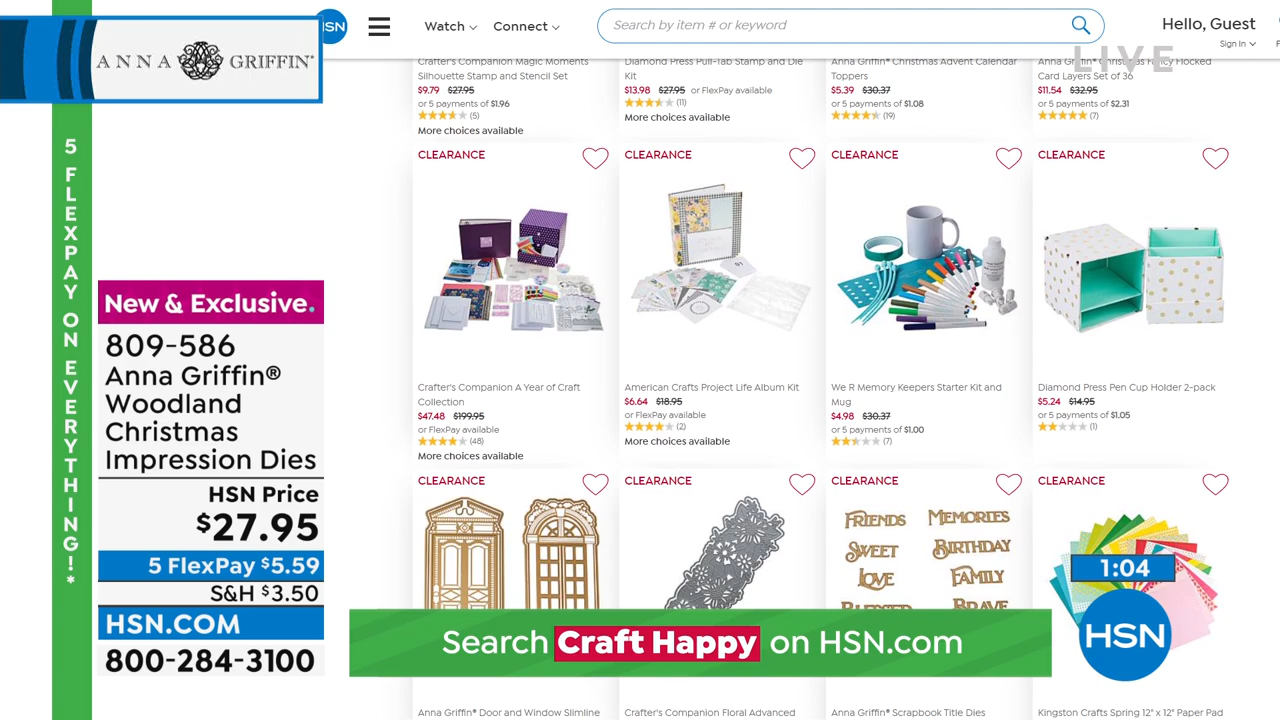 ANNA GRIFFIN
HSN
Watch
Connect
Search by item # or keyword
Hello, Guest
Sign In
LIVE
5 FLEXPAY ON EVERYTHING!*
New & Exclusive.
809-586
Anna Griffin®
Woodland
Christmas
Impression Dies
HSN Price
$27.95
5 FlexPay $5.59
S&H $3.50
HSN.COM
800-284-3100
Crafter's Companion Magic Moments
Silhouette Stamp and Stencil Set
$9.79 $27.95
or 5 payments of $1.96
(5)
More choices available
Diamond Press Pull-Tab Stamp and Die
Kit
$13.98 $27.95 or FlexPay available
(11)
More choices available
Anna Griffin® Christmas Advent Calendar
Toppers
$5.39 $30.37
or 5 payments of $1.08
(19)
Anna Griffin® Christmas Fancy Flocked
Card Layers Set of 36
$11.54 $32.95
or 5 payments of $2.31
(7)
CLEARANCE
Crafter's Companion A Year of Craft
Collection
$47.48 $199.95
or FlexPay available
(48)
More choices available
CLEARANCE
American Crafts Project Life Album Kit
$6.64 $18.95
or FlexPay available
(2)
More choices available
CLEARANCE
We R Memory Keepers Starter Kit and
Mug
$4.98 $30.37
or 5 payments of $1.00
(7)
CLEARANCE
Diamond Press Pen Cup Holder 2-pack
$5.24 $14.95
or 5 payments of $1.05
(1)
CLEARANCE
Anna Griffin® Door and Window Slimline
CLEARANCE
Crafter's Companion Floral Advanced
CLEARANCE
FRIENDS MEMORIES
SWEET BIRTHDAY
LOVE FAMILY
BLESSED BRAVE
Anna Griffin® Scrapbook Title Dies
CLEARANCE
Kingston Crafts Spring 12" x 12" Paper Pad
1:04
HSN
Search Craft Happy on HSN.com